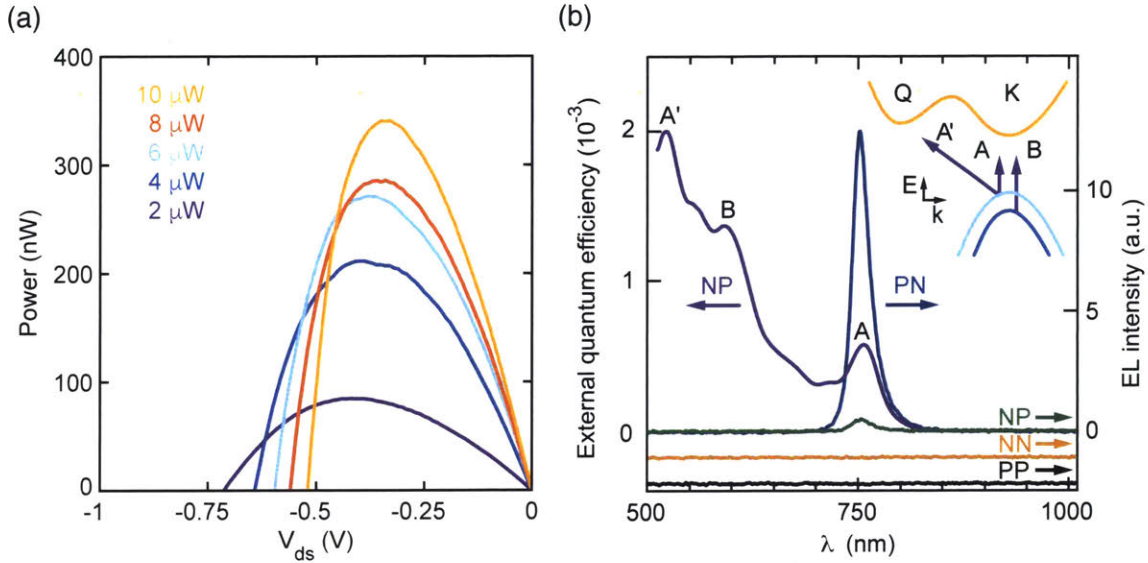 (a)
400
300
200
100
0
Power (nW)
10 μW
8 μW
6 μW
4 μW
2 μW
-1
-0.75
-0.5
-0.25
0
V_ds (V)
(b)
External quantum efficiency (10⁻³)
2
1
0
A'
B
NP
PN
A
Q
K
A'
A
B
E
k
10
5
0
EL intensity (a.u.)
NP
NN
PP
500
750
1000
λ (nm)